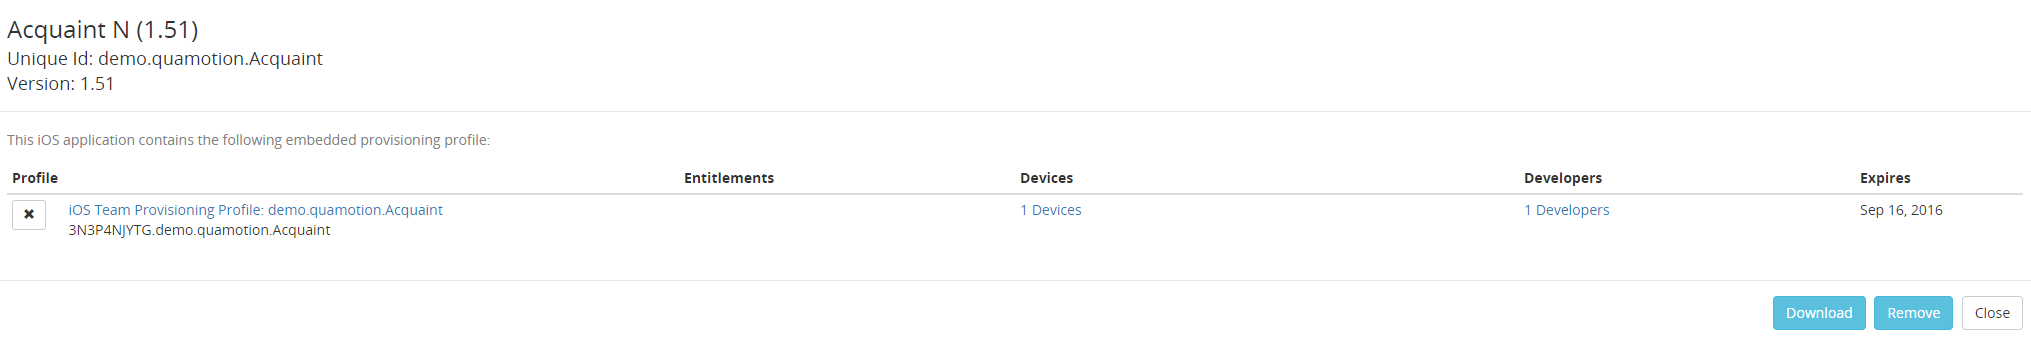 Acquaint N (1.51)
Unique Id: demo.quamotion.Acquaint
Version: 1.51
This iOS application contains the following embedded provisioning profile:
Profile Entitlements Devices Developers Expires
iOS Team Provisioning Profile: demo.quamotion.Acquaint 1 Devices 1 Developers Sep 16, 2016
3N3P4NJYTG.demo.quamotion.Acquaint
Download Remove Close